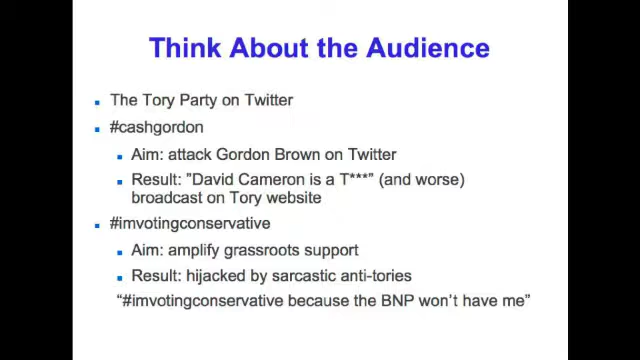 Think About the Audience
The Tory Party on Twitter
#cashgordon
Aim: attack Gordon Brown on Twitter
Result: ”David Cameron is a T***” (and worse)
broadcast on Tory website
#imvotingconservative
Aim: amplify grassroots support
Result: hijacked by sarcastic anti-tories
“#imvotingconservative because the BNP won’t have me”